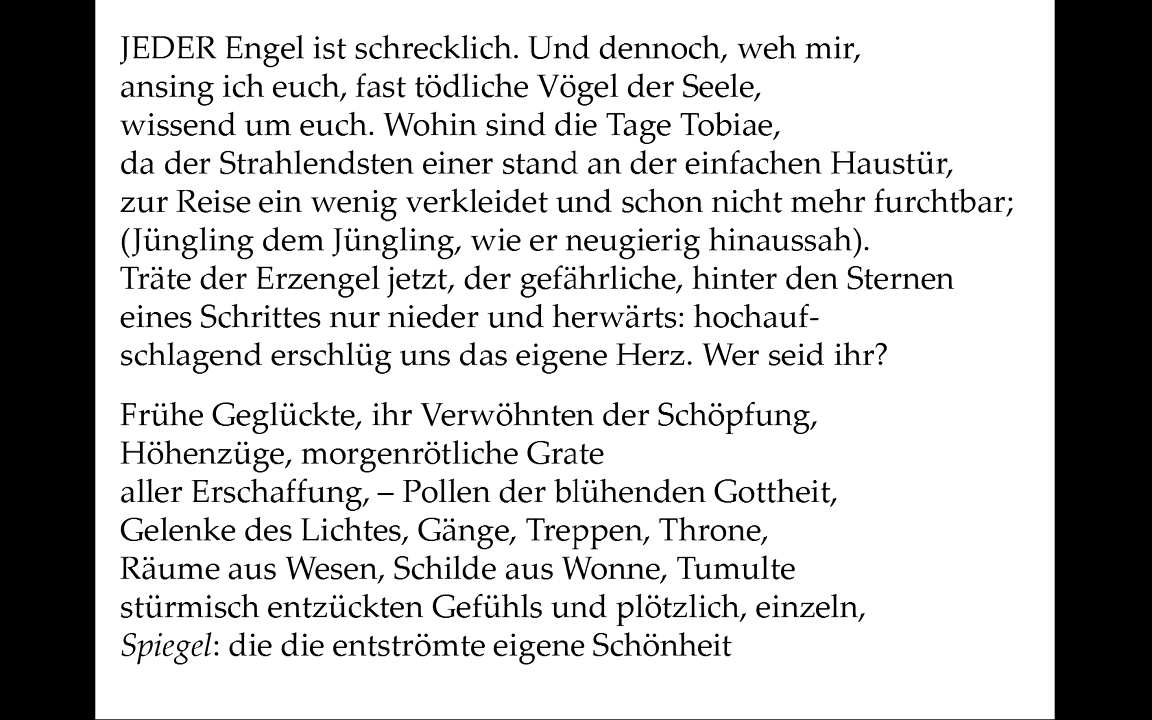 JEDER Engel ist schrecklich. Und dennoch, weh mir,
ansing ich euch, fast tödliche Vögel der Seele,
wissend um euch. Wohin sind die Tage Tobiae,
da der Strahlendsten einer stand an der einfachen Haustür,
zur Reise ein wenig verkleidet und schon nicht mehr furchtbar;
(Jüngling dem Jüngling, wie er neugierig hinaussah).
Träte der Erzengel jetzt, der gefährliche, hinter den Sternen
eines Schrittes nur nieder und herwärts: hochauf-
schlagend erschlüg uns das eigene Herz. Wer seid ihr?
Frühe Geglückte, ihr Verwöhnten der Schöpfung,
Höhenzüge, morgenrötliche Grate
aller Erschaffung, – Pollen der blühenden Gottheit,
Gelenke des Lichtes, Gänge, Treppen, Throne,
Räume aus Wesen, Schilde aus Wonne, Tumulte
stürmisch entzückten Gefühls und plötzlich, einzeln,
Spiegel: die die entströmte eigene Schönheit